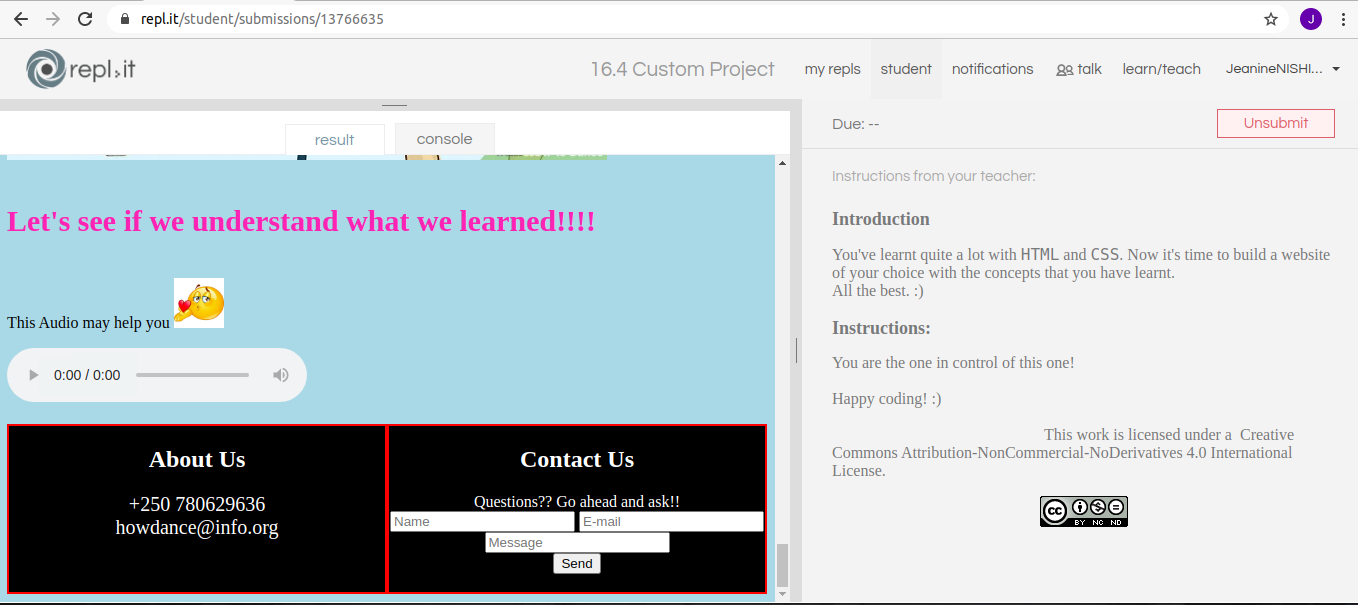 repl.it/student/submissions/13766635
J
repl.it
16.4 Custom Project
my repls
student
notifications
talk
learn/teach
JeanineNISHI...
result
console
Due: --
Unsubmit
Let's see if we understand what we learned!!!!
This Audio may help you
0:00 / 0:00
About Us
+250 780629636
howdance@info.org
Contact Us
Questions?? Go ahead and ask!!
Name
E-mail
Message
Send
Instructions from your teacher:
Introduction
You've learnt quite a lot with HTML and CSS. Now it's time to build a website
of your choice with the concepts that you have learnt.
All the best. :)
Instructions:
You are the one in control of this one!
Happy coding! :)
This work is licensed under a Creative
Commons Attribution-NonCommercial-NoDerivatives 4.0 International
License.
cc
BY NC ND